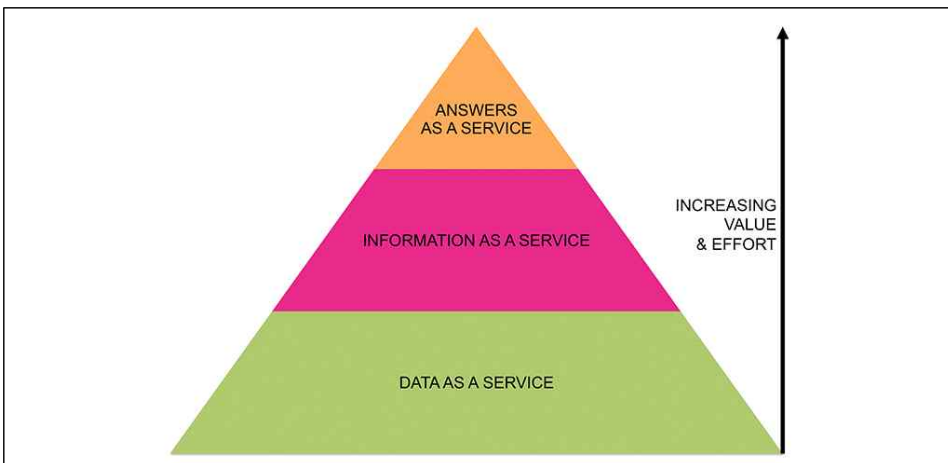 ANSWERS
AS A SERVICE
INFORMATION AS A SERVICE
INCREASING
VALUE
& EFFORT
DATA AS A SERVICE